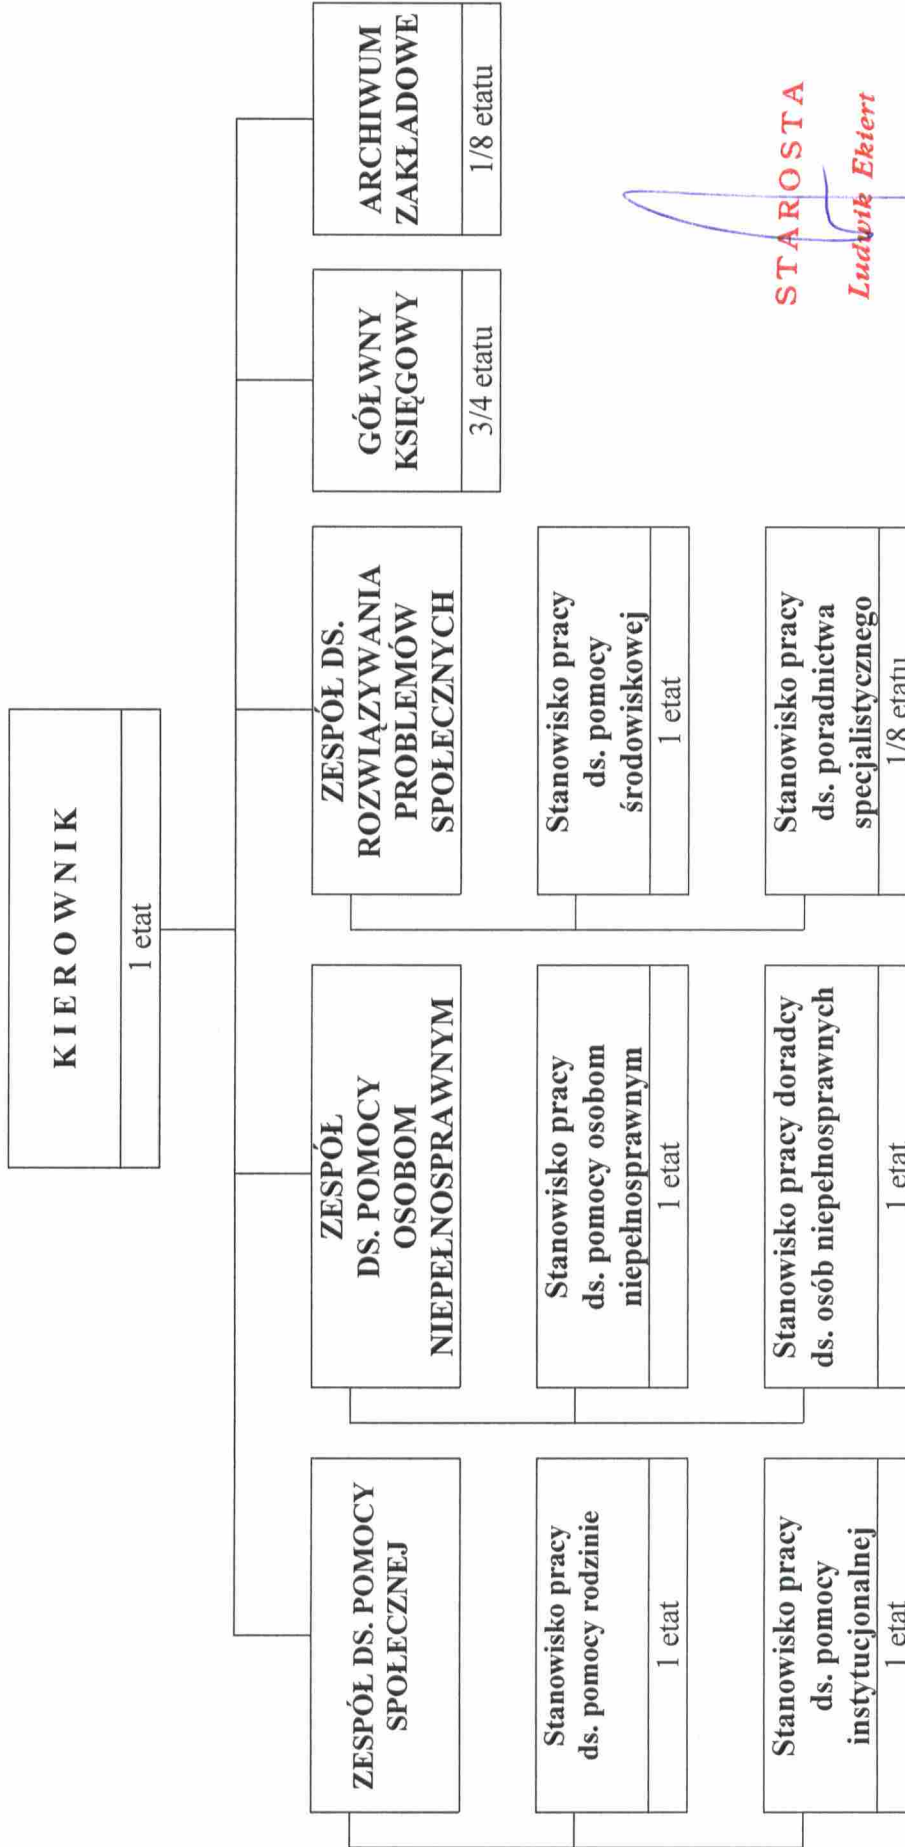 KIEROWNIK
1 etat
ZESPÓŁ DS. POMOCY
SPOŁECZNEJ
Stanowisko pracy
ds. pomocy rodzinie
1 etat
Stanowisko pracy
ds. pomocy
instytucjonalnej
1 etat
ZESPÓŁ
DS. POMOCY
OSOBOM
NIEPEŁNOSPRAWNYM
Stanowisko pracy
ds. pomocy osobom
niepełnosprawnym
1 etat
Stanowisko pracy doradcy
ds. osób niepełnosprawnych
1 etat
ZESPÓŁ DS.
ROZWIĄZYWANIA
PROBLEMÓW
SPOŁECZNYCH
Stanowisko pracy
ds. pomocy
środowiskowej
1 etat
Stanowisko pracy
ds. poradnictwa
specjalistycznego
1/8 etatu
GÓŁWNY
KSIĘGOWY
3/4 etatu
ARCHIWUM
ZAKŁADOWE
1/8 etatu
STAROSTA
Ludwik Ekiert